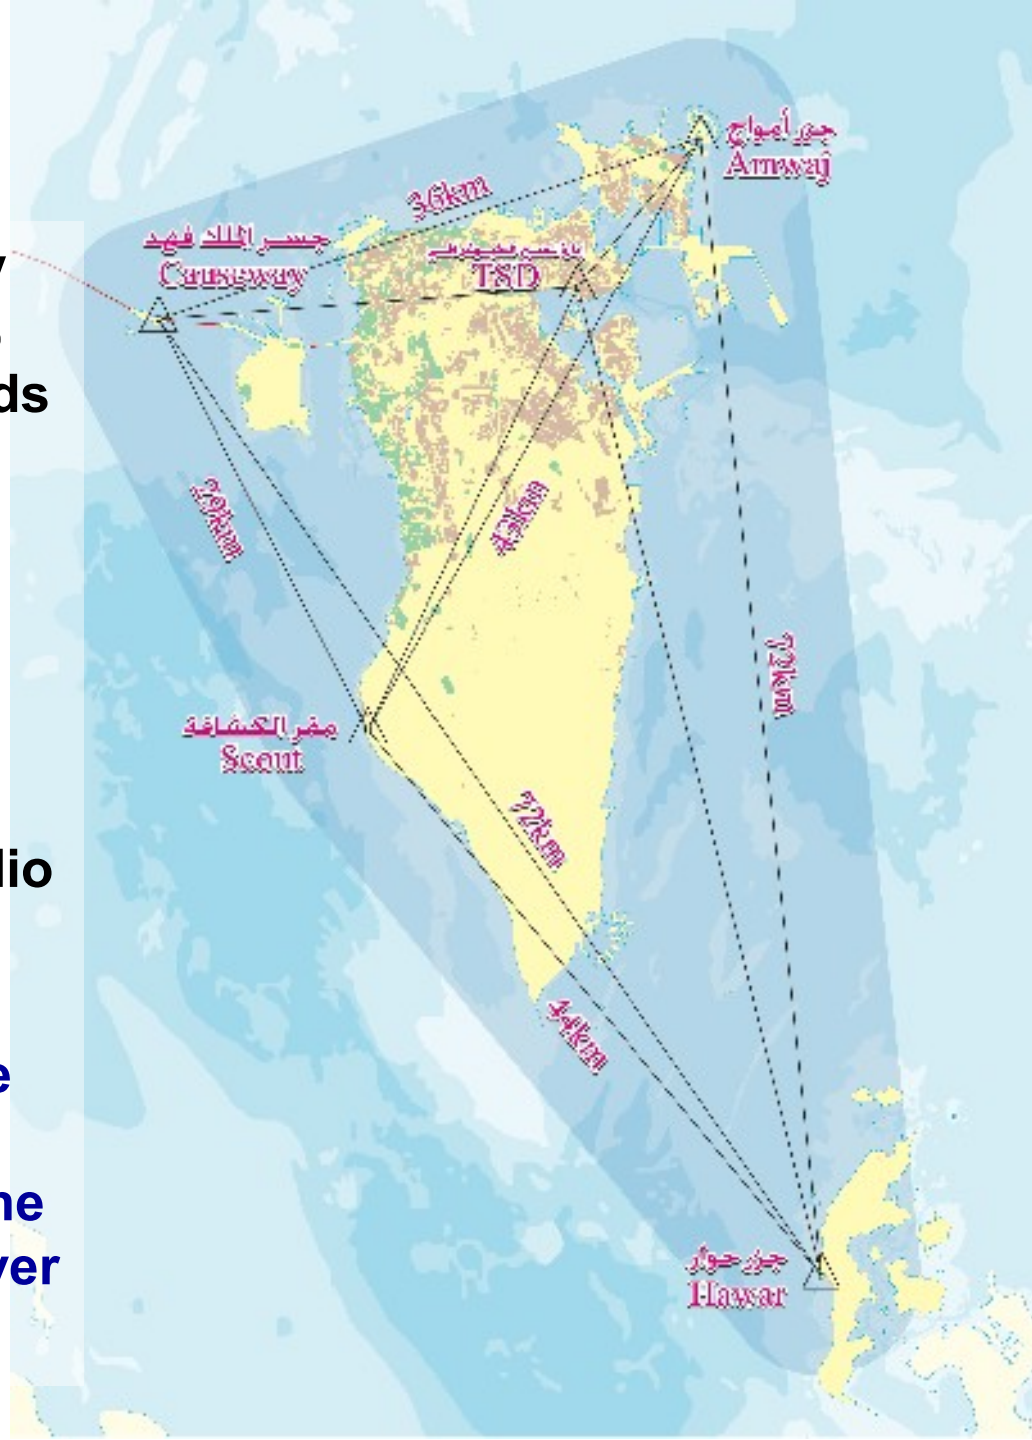 جزر أمواج
Amwaj
36km
جسر الملك فهد
Causeway
TSD
ds
29km
43km
72km
مقر الكشافة
Scout
72km
dio
44km
e
ne
جزر حوار
Hawar
ver